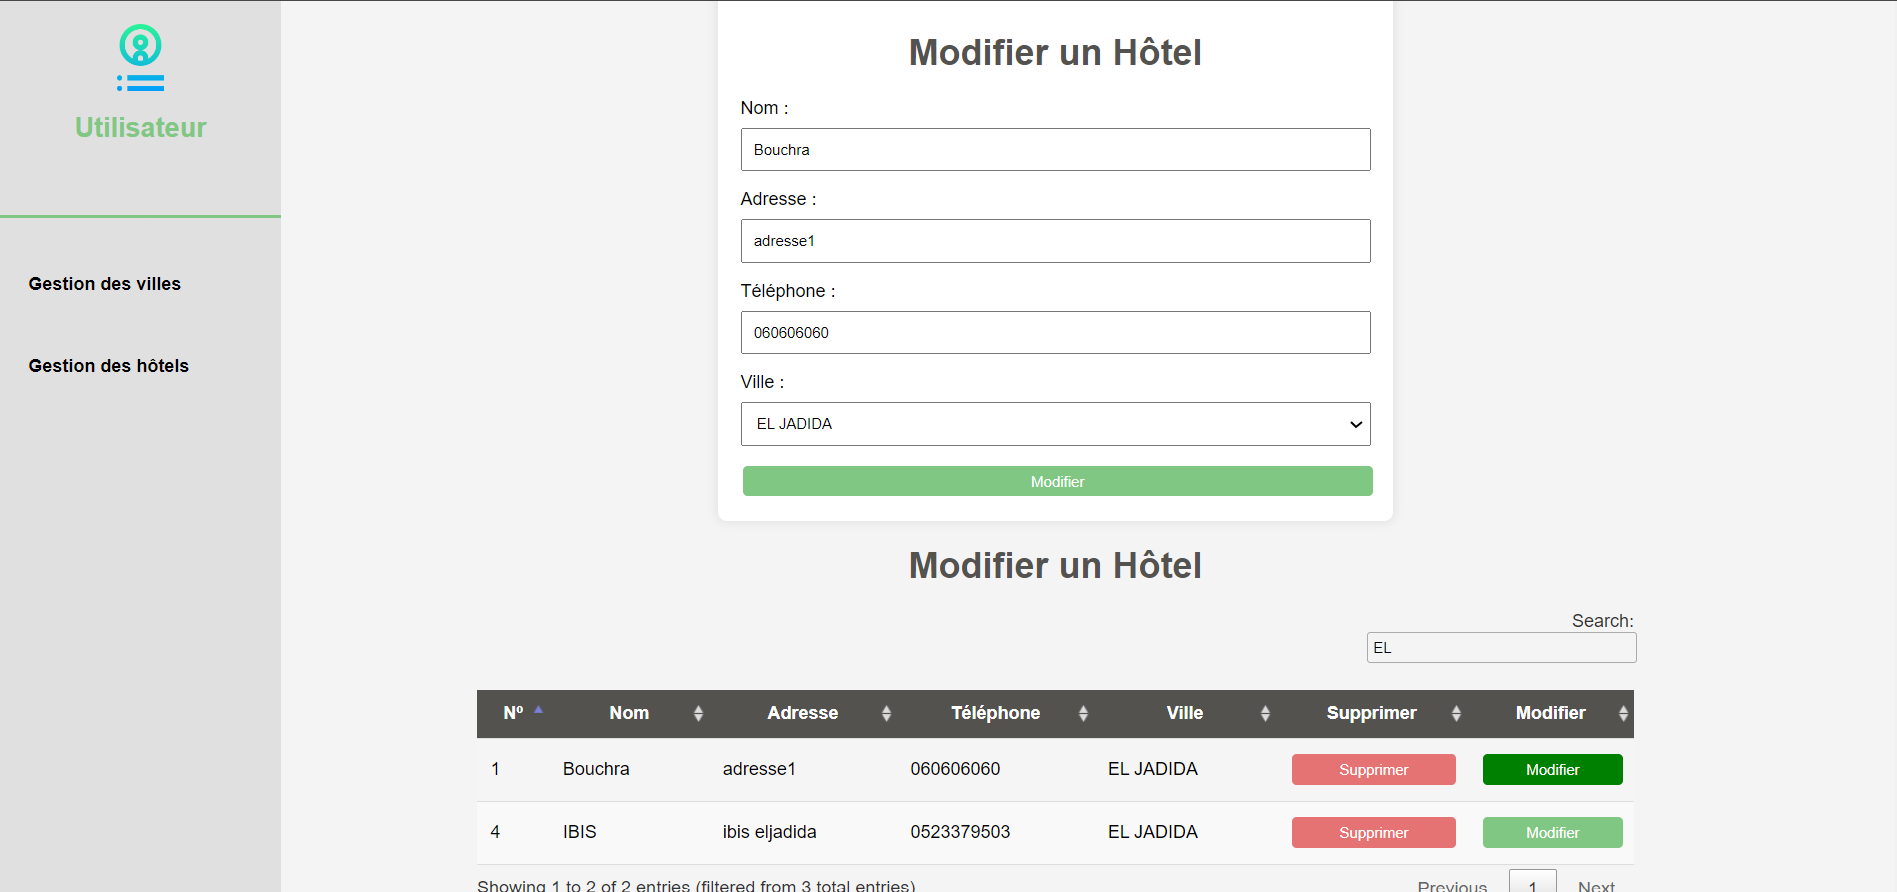 Utilisateur
Gestion des villes
Gestion des hôtels
Modifier un Hôtel
Nom :
Bouchra
Adresse :
adresse1
Téléphone :
060606060
Ville :
EL JADIDA
Modifier
Modifier un Hôtel
Search:
EL
Nº Nom Adresse Téléphone Ville Supprimer Modifier
1 Bouchra adresse1 060606060 EL JADIDA Supprimer Modifier
4 IBIS ibis eljadida 0523379503 EL JADIDA Supprimer Modifier
Showing 1 to 2 of 2 entries (filtered from 3 total entries) Previous 1 Next